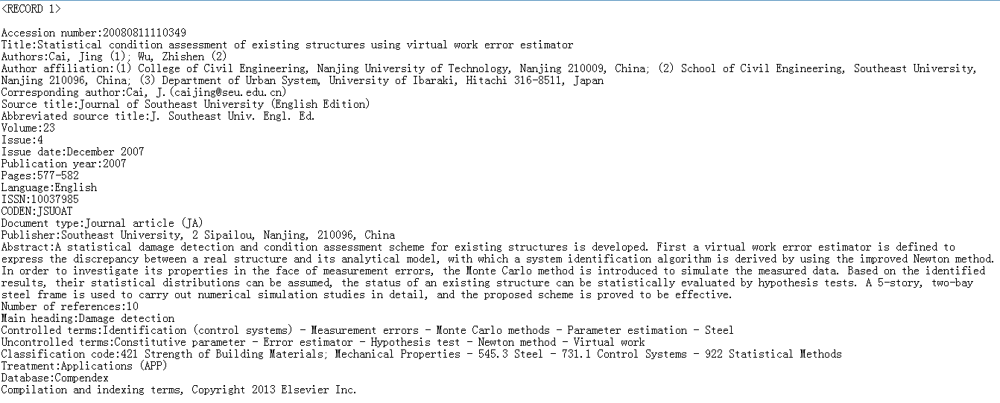 <RECORD 1>
Accession number:20080811110349
Title:Statistical condition assessment of existing structures using virtual work error estimator
Authors:Cai, Jing (1); Wu, Zhishen (2)
Author affiliation:(1) College of Civil Engineering, Nanjing University of Technology, Nanjing 210009, China; (2) School of Civil Engineering, Southeast University,
Nanjing 210096, China; (3) Department of Urban System, University of Ibaraki, Hitachi 316-8511, Japan
Corresponding author:Cai, J.(caijing@seu.edu.cn)
Source title:Journal of Southeast University (English Edition)
Abbreviated source title:J. Southeast Univ. Engl. Ed.
Volume:23
Issue:4
Issue date:December 2007
Publication year:2007
Pages:577-582
Language:English
ISSN:10037985
CODEN:JSUOAT
Document type:Journal article (JA)
Publisher:Southeast University, 2 Sipailou, Nanjing, 210096, China
Abstract:A statistical damage detection and condition assessment scheme for existing structures is developed. First a virtual work error estimator is defined to
express the discrepancy between a real structure and its analytical model, with which a system identification algorithm is derived by using the improved Newton method.
In order to investigate its properties in the face of measurement errors, the Monte Carlo method is introduced to simulate the measured data. Based on the identified
results, their statistical distributions can be assumed, the status of an existing structure can be statistically evaluated by hypothesis tests. A 5-story, two-bay
steel frame is used to carry out numerical simulation studies in detail, and the proposed scheme is proved to be effective.
Number of references:10
Main heading:Damage detection
Controlled terms:Identification (control systems) - Measurement errors - Monte Carlo methods - Parameter estimation - Steel
Uncontrolled terms:Constitutive parameter - Error estimator - Hypothesis test - Newton method - Virtual work
Classification code:421 Strength of Building Materials; Mechanical Properties - 545.3 Steel - 731.1 Control Systems - 922 Statistical Methods
Treatment:Applications (APP)
Database:Compendex
Compilation and indexing terms, Copyright 2013 Elsevier Inc.